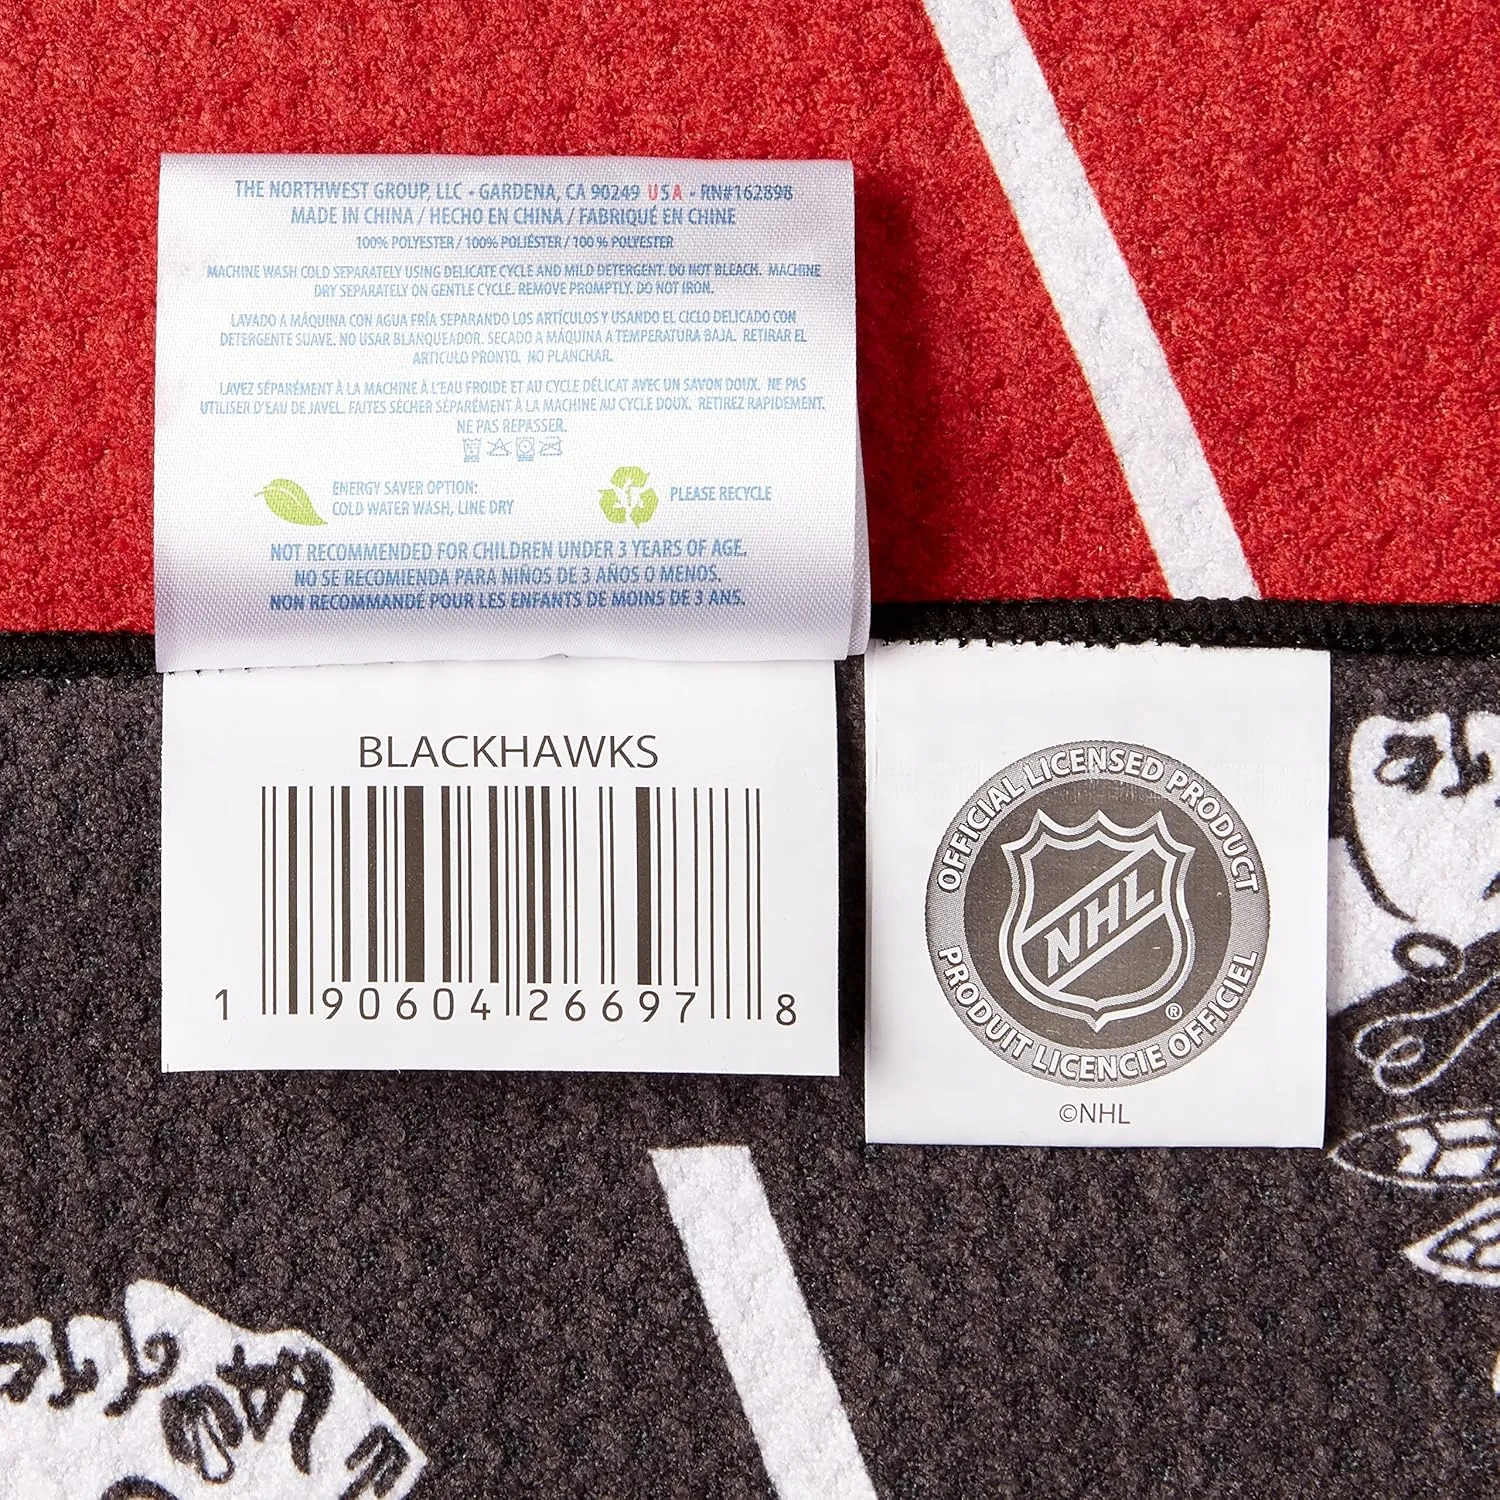 THE NORTHWEST GROUP, LLC • GARDENA, CA 90249 USA • RN#162898
MADE IN CHINA / HECHO EN CHINA / FABRIQUÉ EN CHINE
100% POLYESTER / 100% POLIÉSTER / 100 % POLYESTER
MACHINE WASH COLD SEPARATELY USING DELICATE CYCLE AND MILD DETERGENT. DO NOT BLEACH. MACHINE
DRY SEPARATELY ON GENTLE CYCLE. REMOVE PROMPTLY. DO NOT IRON.
LAVADO A MÁQUINA CON AGUA FRÍA SEPARANDO LOS ARTÍCULOS Y USANDO EL CICLO DELICADO CON
DETERGENTE SUAVE. NO USAR BLANQUEADOR. SECADO A MÁQUINA A TEMPERATURA BAJA. RETIRAR EL
ARTICULO PRONTO. NO PLANCHAR.
LAVEZ SÉPARÉMENT À LA MACHINE À L'EAU FROIDE ET AU CYCLE DÉLICAT AVEC UN SAVON DOUX. NE PAS
UTILISER D'EAU DE JAVEL. FAITES SÉCHER SÉPARÉMENT À LA MACHINE AU CYCLE DOUX. RETIREZ RAPIDEMENT.
NE PAS REPASSER.
ENERGY SAVER OPTION:
COLD WATER WASH, LINE DRY
1
PLEASE RECYCLE
NOT RECOMMENDED FOR CHILDREN UNDER 3 YEARS OF AGE.
NO SE RECOMIENDA PARA NIÑOS DE 3 AÑOS O MENOS.
NON RECOMMANDÉ POUR LES ENFANTS DE MOINS DE 3 ANS.
BLACKHAWKS
1 90604 26697 8
OFFICIAL LICENSED PRODUCT
NHL
®
PRODUIT LICENCIE OFFICIEL
©NHL